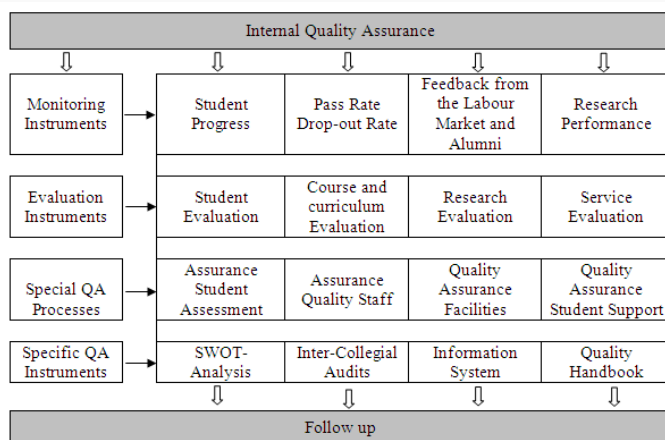 Internal Quality Assurance
Monitoring
Instruments
Student
Progress
Pass Rate
Drop-out Rate
Feedback from
the Labour
Market and
Alumni
Research
Performance
Evaluation
Instruments
Student
Evaluation
Course and
curriculum
Evaluation
Research
Evaluation
Service
Evaluation
Special QA
Processes
Assurance
Student
Assessment
Assurance
Quality Staff
Quality
Assurance
Facilities
Quality
Assurance
Student Support
Specific QA
Instruments
SWOT-
Analysis
Inter-Collegial
Audits
Information
System
Quality
Handbook
Follow up